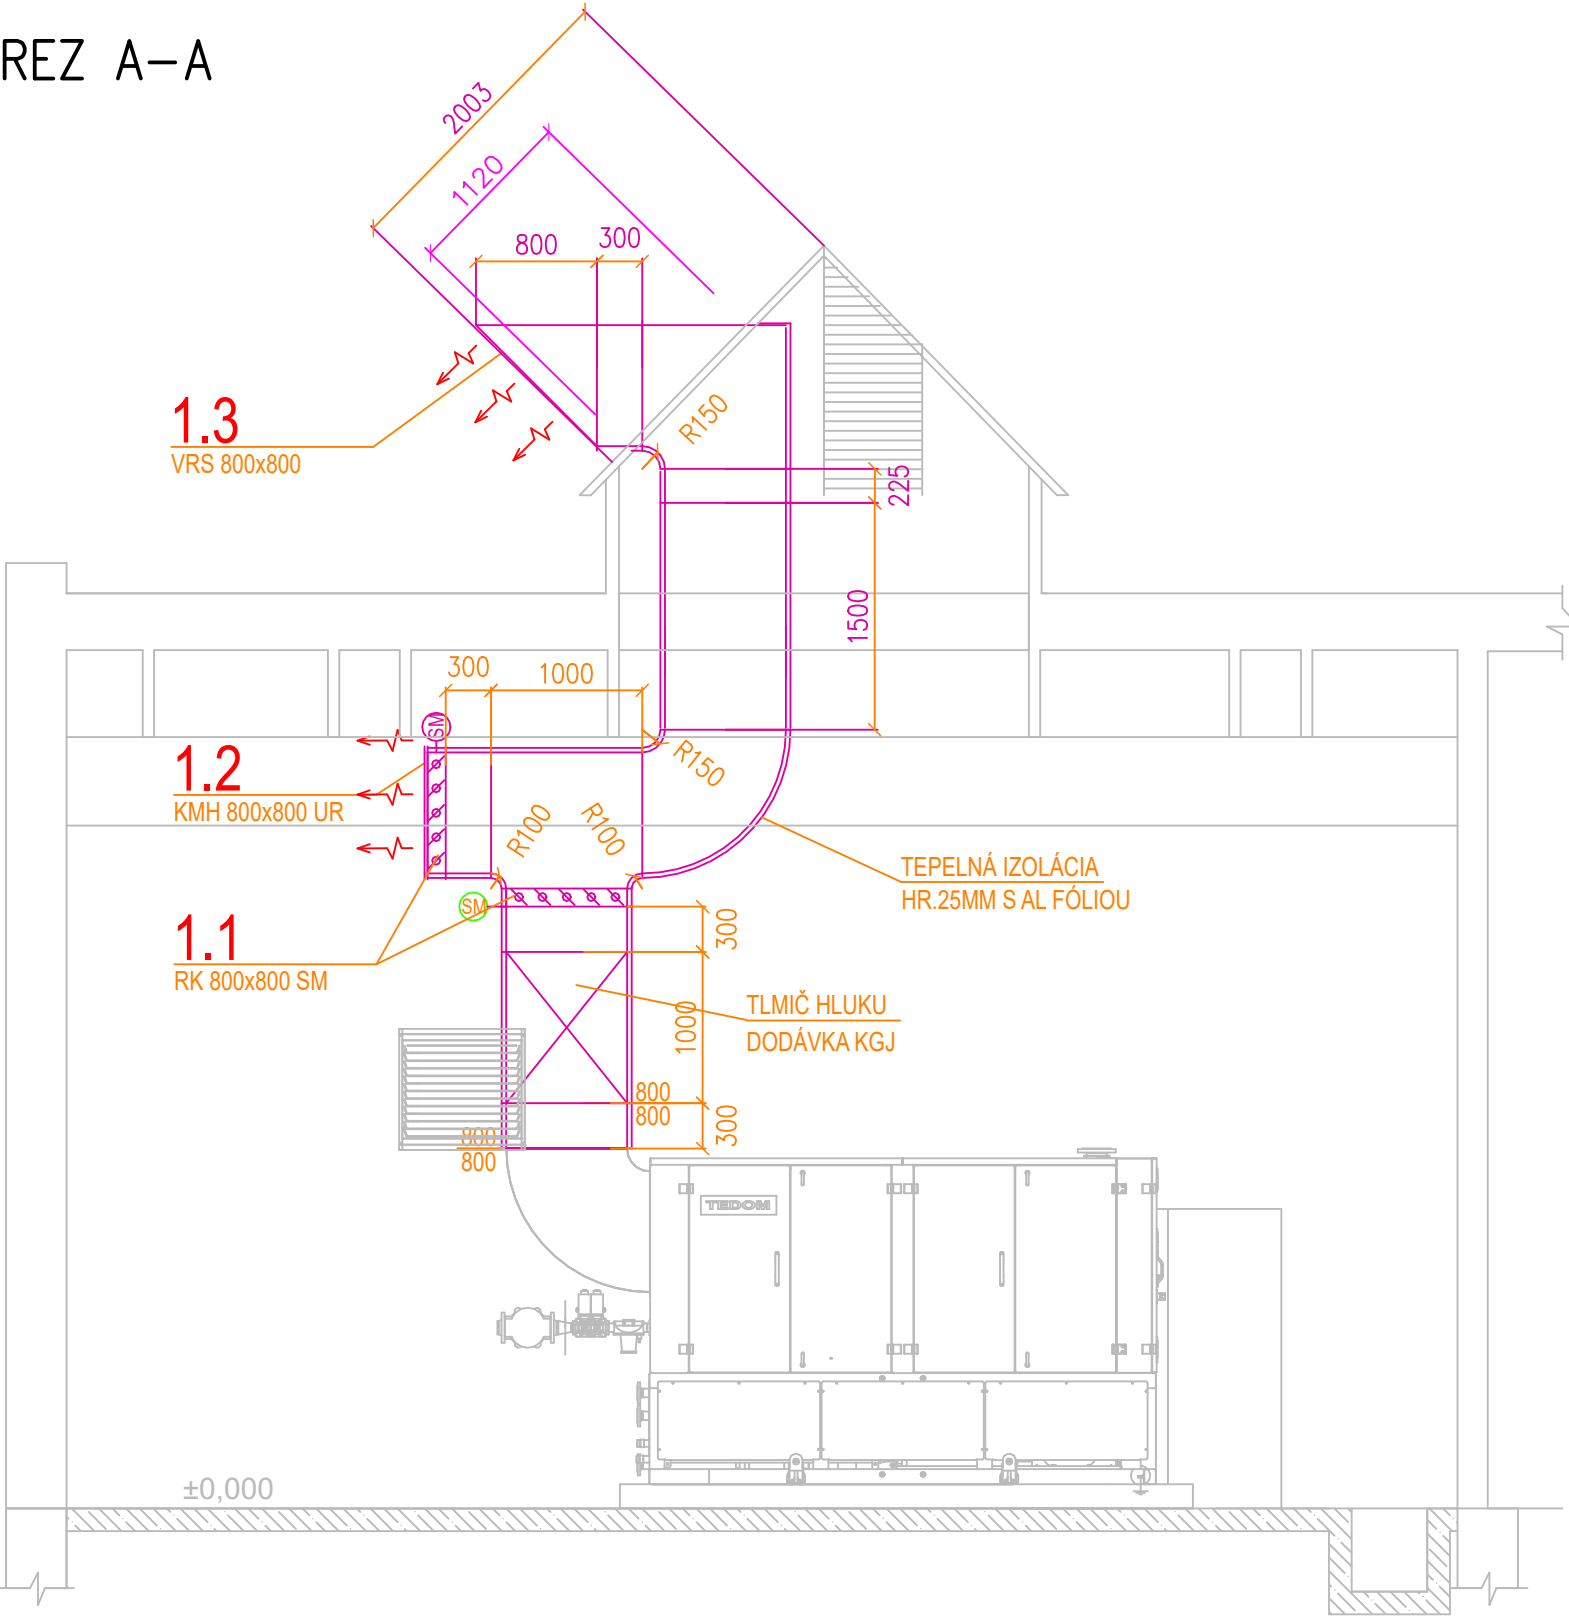 REZ A-A
2003
1120
800
300
R150
1.3
VRS 800x800
225
1500
300
1000
SM
R150
1.2
KMH 800x800 UR
R100
R100
TEPELNÁ IZOLÁCIA
HR.25MM S AL FÓLIOU
SM
1.1
RK 800x800 SM
300
TLMIČ HLUKU
DODÁVKA KGJ
1000
800
800
300
800
800
TEDOM
±0,000